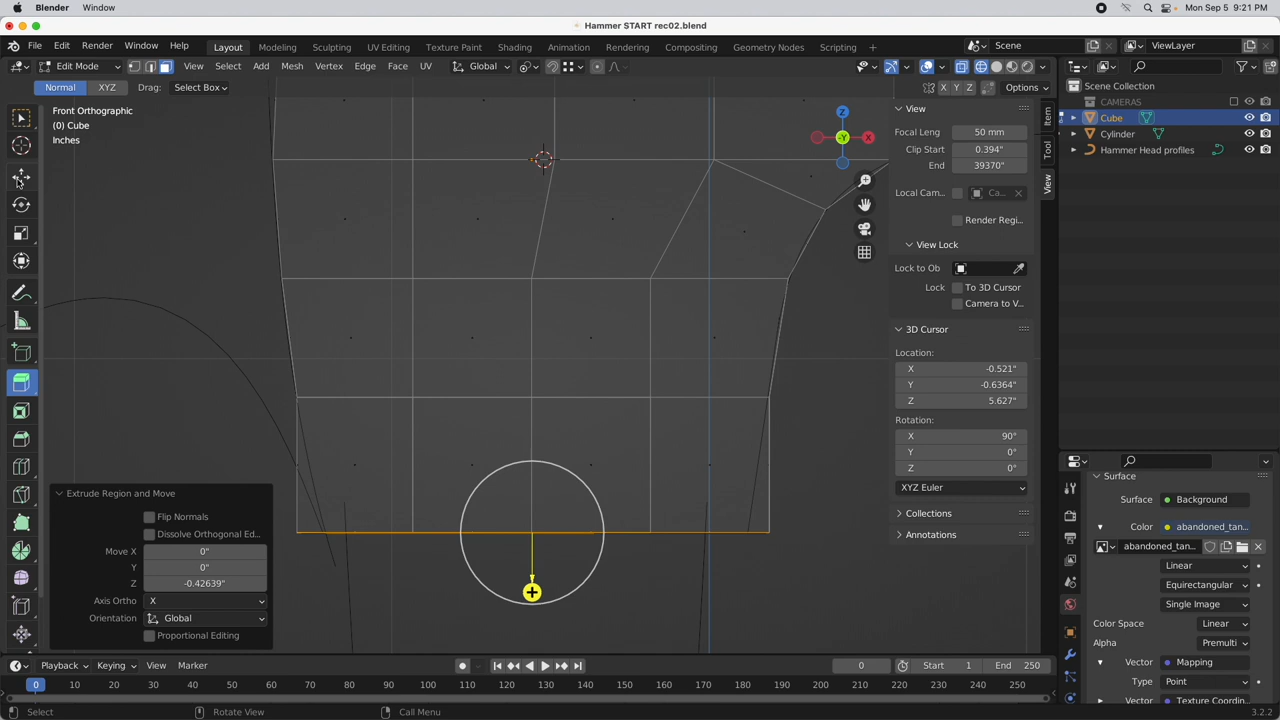 Blender Window Mon Sep 5 9:21 PM
Hammer START rec02.blend
File Edit Render Window Help Layout Modeling Sculpting UV Editing Texture Paint Shading Animation Rendering Compositing Geometry Nodes Scripting + Scene ViewLayer
Edit Mode View Select Add Mesh Vertex Edge Face UV Global
Normal XYZ Drag: Select Box X Y Z Options
Front Orthographic
(0) Cube
Inches
Z
X
-Y
View
Focal Leng 50 mm
Clip Start 0.394"
End 39370"
Local Cam... Ca...
Render Regi...
View Lock
Lock to Ob
Lock To 3D Cursor
Camera to V...
3D Cursor
Location:
X -0.521"
Y -0.6364"
Z 5.627"
Rotation:
X 90°
Y 0°
Z 0°
XYZ Euler
Collections
Annotations
Item
Tool
View
Scene Collection
CAMERAS
Cube
Cylinder
Hammer Head profiles
Surface
Surface Background
Color abandoned_tan...
abandoned_tan...
Linear
Equirectangular
Single Image
Color Space Linear
Alpha Premulti
Vector Mapping
Type Point
Vector Texture Coordin...
Extrude Region and Move
Flip Normals
Dissolve Orthogonal Ed...
Move X 0"
Y 0"
Z -0.42639"
Axis Ortho X
Orientation Global
Proportional Editing
Playback Keying View Marker 0 Start 1 End 250
0 10 20 30 40 50 60 70 80 90 100 110 120 130 140 150 160 170 180 190 200 210 220 230 240 250
Select Rotate View Call Menu 3.2.2